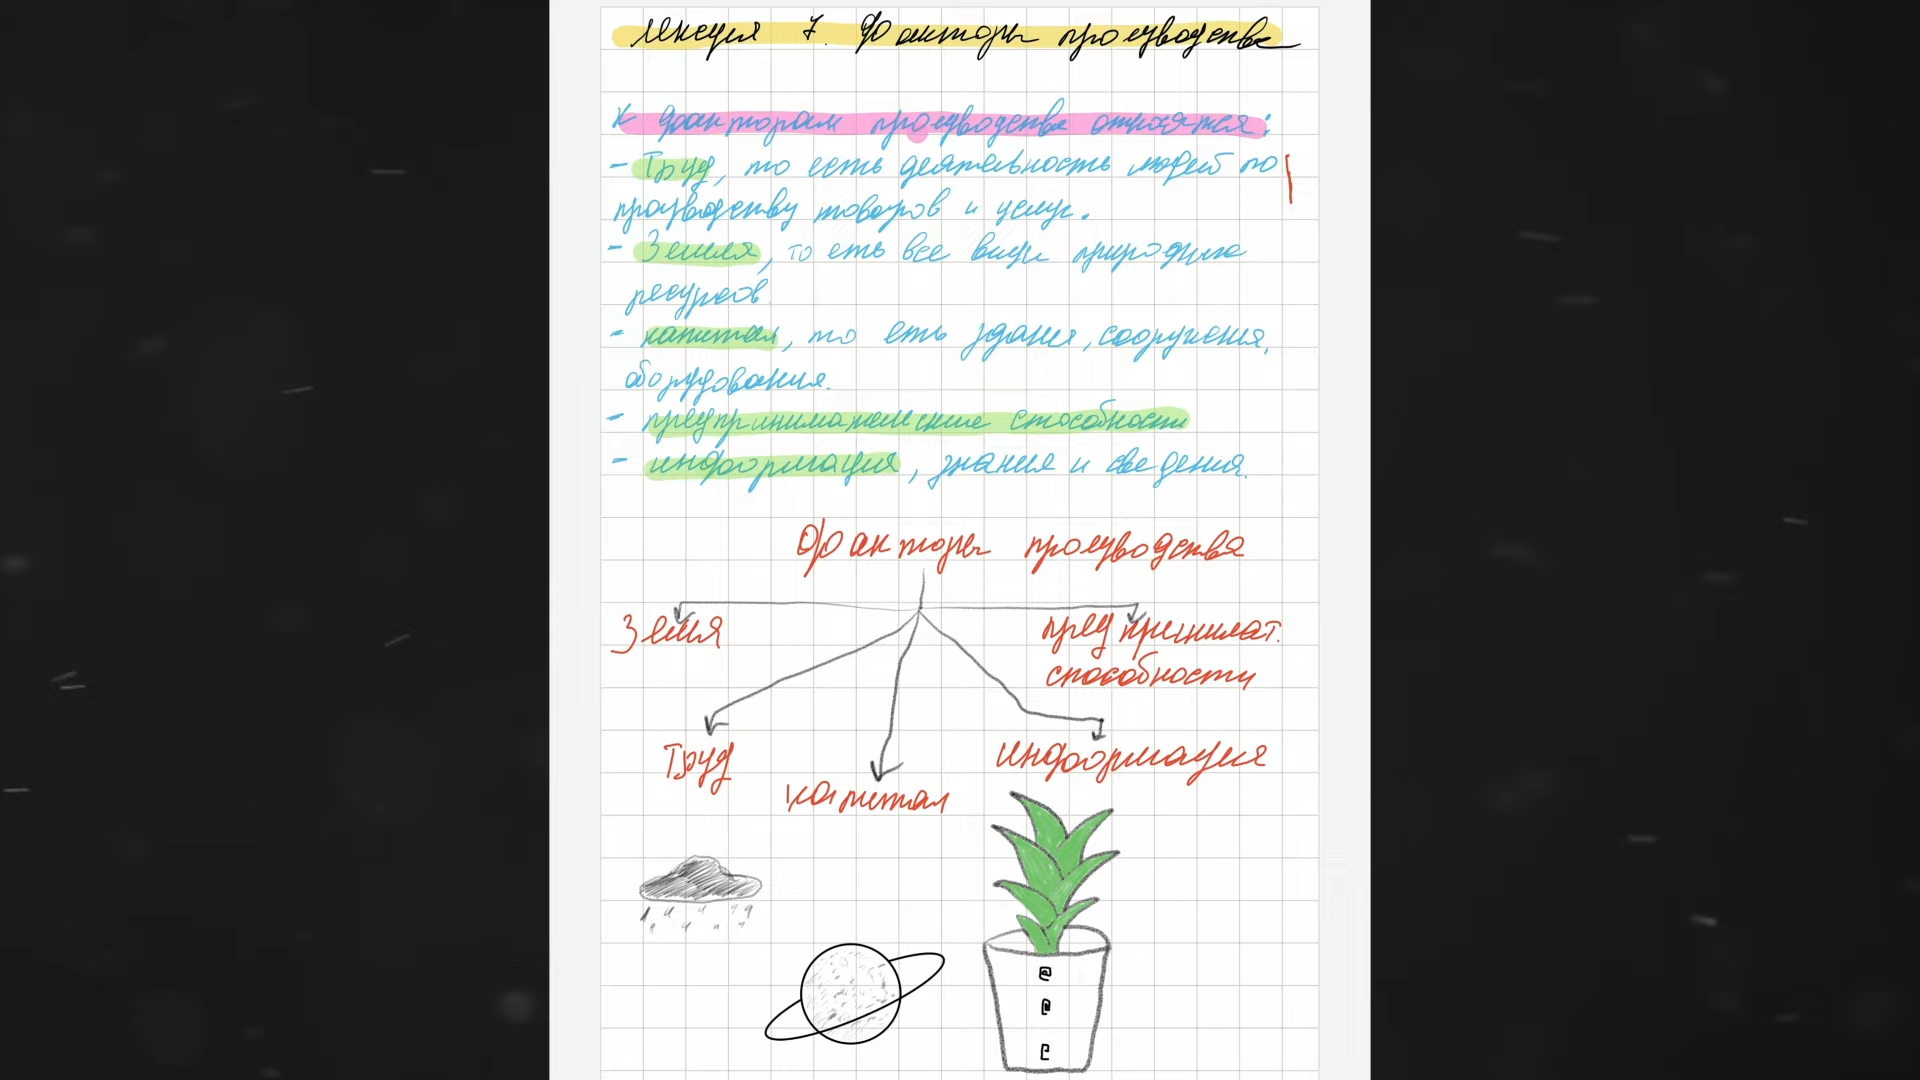 лекция 7. Факторы производства
К факторам производства относятся:
- Труд, то есть деятельность людей по
производству товаров и услуг.
- Земля, то есть все виды природных
ресурсов.
- капитал, то есть здания, сооружения,
оборудования.
- предпринимательские способности
- информация, знания и сведения.
Факторы производства
Земля
предпринимат.
способности
Труд
информация
капитал